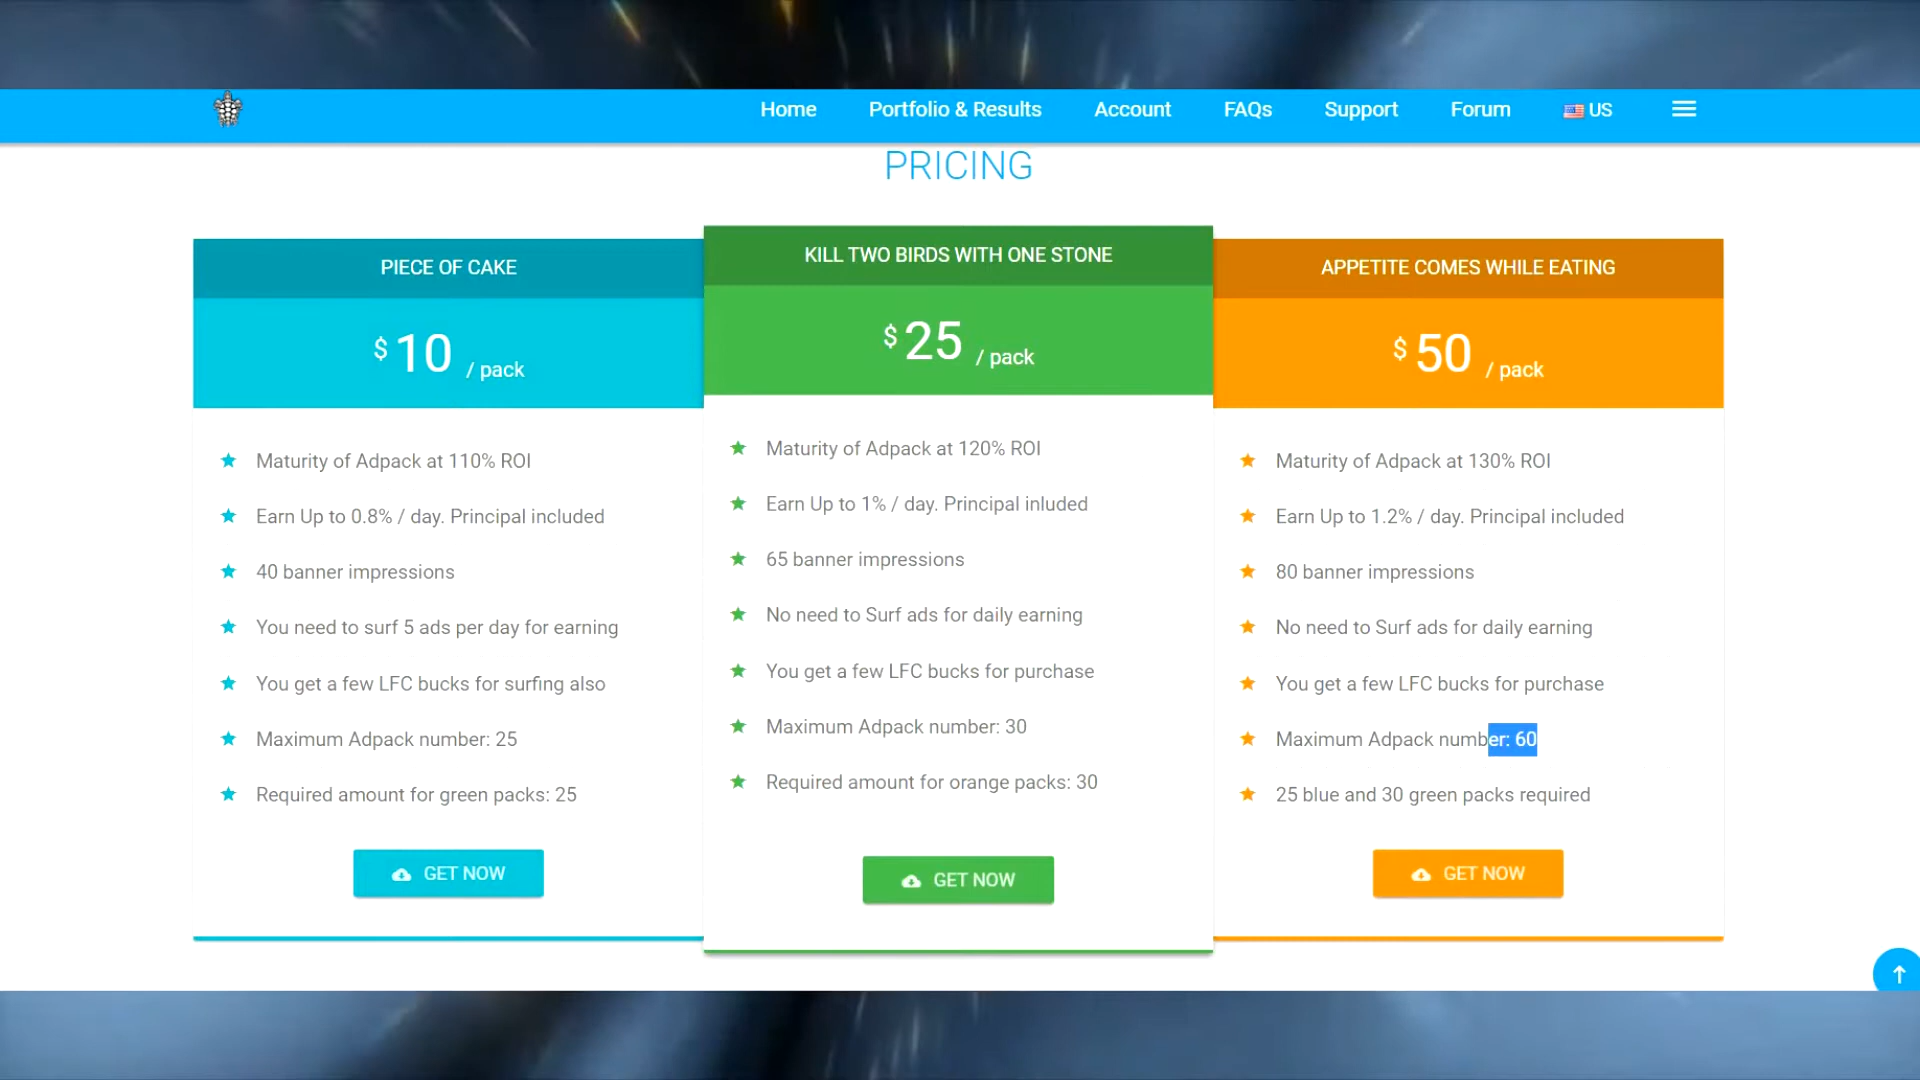 Home Portfolio & Results Account FAQs Support Forum US
PRICING
PIECE OF CAKE
$ 10 / pack
Maturity of Adpack at 110% ROI
Earn Up to 0.8% / day. Principal included
40 banner impressions
You need to surf 5 ads per day for earning
You get a few LFC bucks for surfing also
Maximum Adpack number: 25
Required amount for green packs: 25
GET NOW
KILL TWO BIRDS WITH ONE STONE
$ 25 / pack
Maturity of Adpack at 120% ROI
Earn Up to 1% / day. Principal inluded
65 banner impressions
No need to Surf ads for daily earning
You get a few LFC bucks for purchase
Maximum Adpack number: 30
Required amount for orange packs: 30
GET NOW
APPETITE COMES WHILE EATING
$ 50 / pack
Maturity of Adpack at 130% ROI
Earn Up to 1.2% / day. Principal included
80 banner impressions
No need to Surf ads for daily earning
You get a few LFC bucks for purchase
Maximum Adpack number: 60
25 blue and 30 green packs required
GET NOW